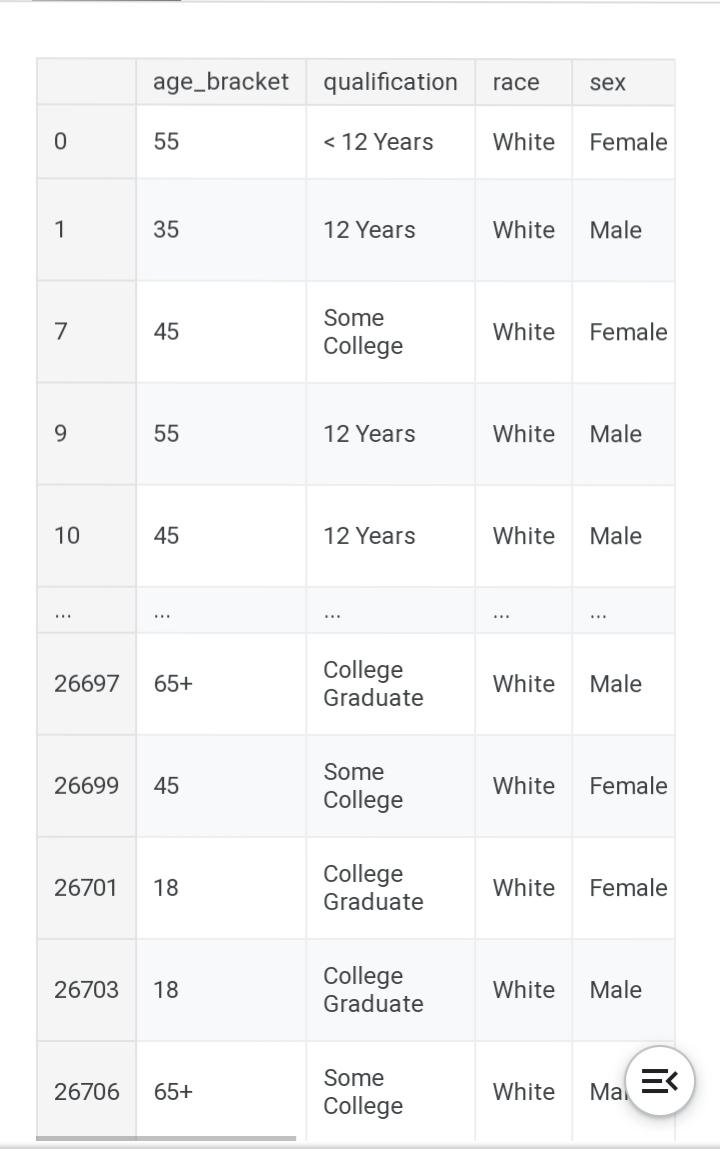 age_bracket qualification race sex
0 55 < 12 Years White Female
1 35 12 Years White Male
7 45 Some College White Female
9 55 12 Years White Male
10 45 12 Years White Male
... ... ... ... ...
26697 65+ College Graduate White Male
26699 45 Some College White Female
26701 18 College Graduate White Female
26703 18 College Graduate White Male
26706 65+ Some College White